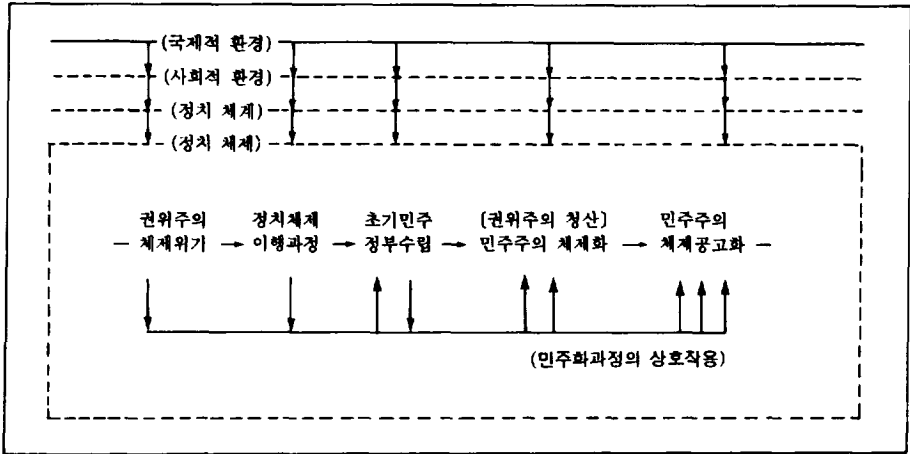 (국제적 환경)
(사회적 환경)
(정치 체계)
(정치 체제)
권위주의 정치체제 초기민주 〔권위주의 청산〕 민주주의
체제위기 이행과정 정부수립 민주주의 체제화 체제공고화
(민주화과정의 상호작용)